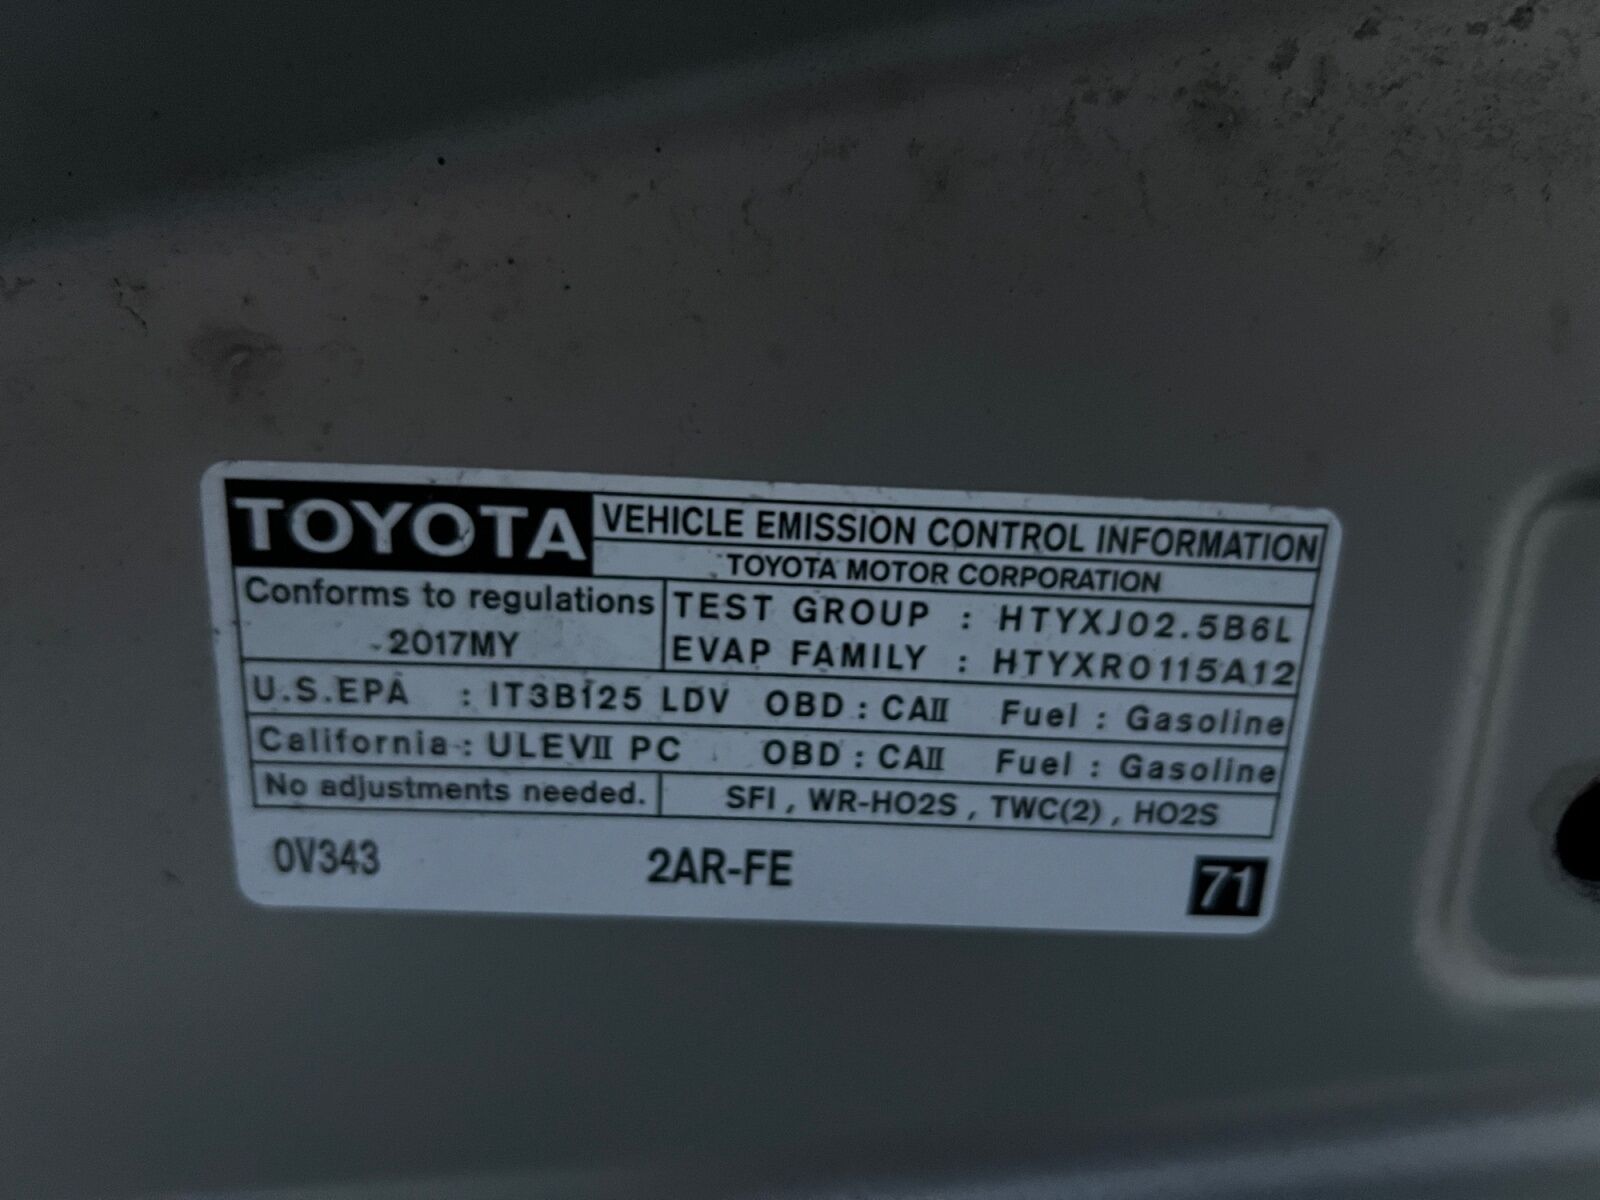 TOYOTA VEHICLE EMISSION CONTROL INFORMATION
TOYOTA MOTOR CORPORATION
Conforms to regulations
2017MY
TEST GROUP : HTYXJ02.5B6L
EVAP FAMILY : HTYXR0115A12
U.S.EPA : IT3B125 LDV OBD : CAⅡ Fuel : Gasoline
California : ULEVⅡ PC OBD : CAⅡ Fuel : Gasoline
No adjustments needed. SFI , WR-HO2S , TWC(2) , HO2S
0V343 2AR-FE 71